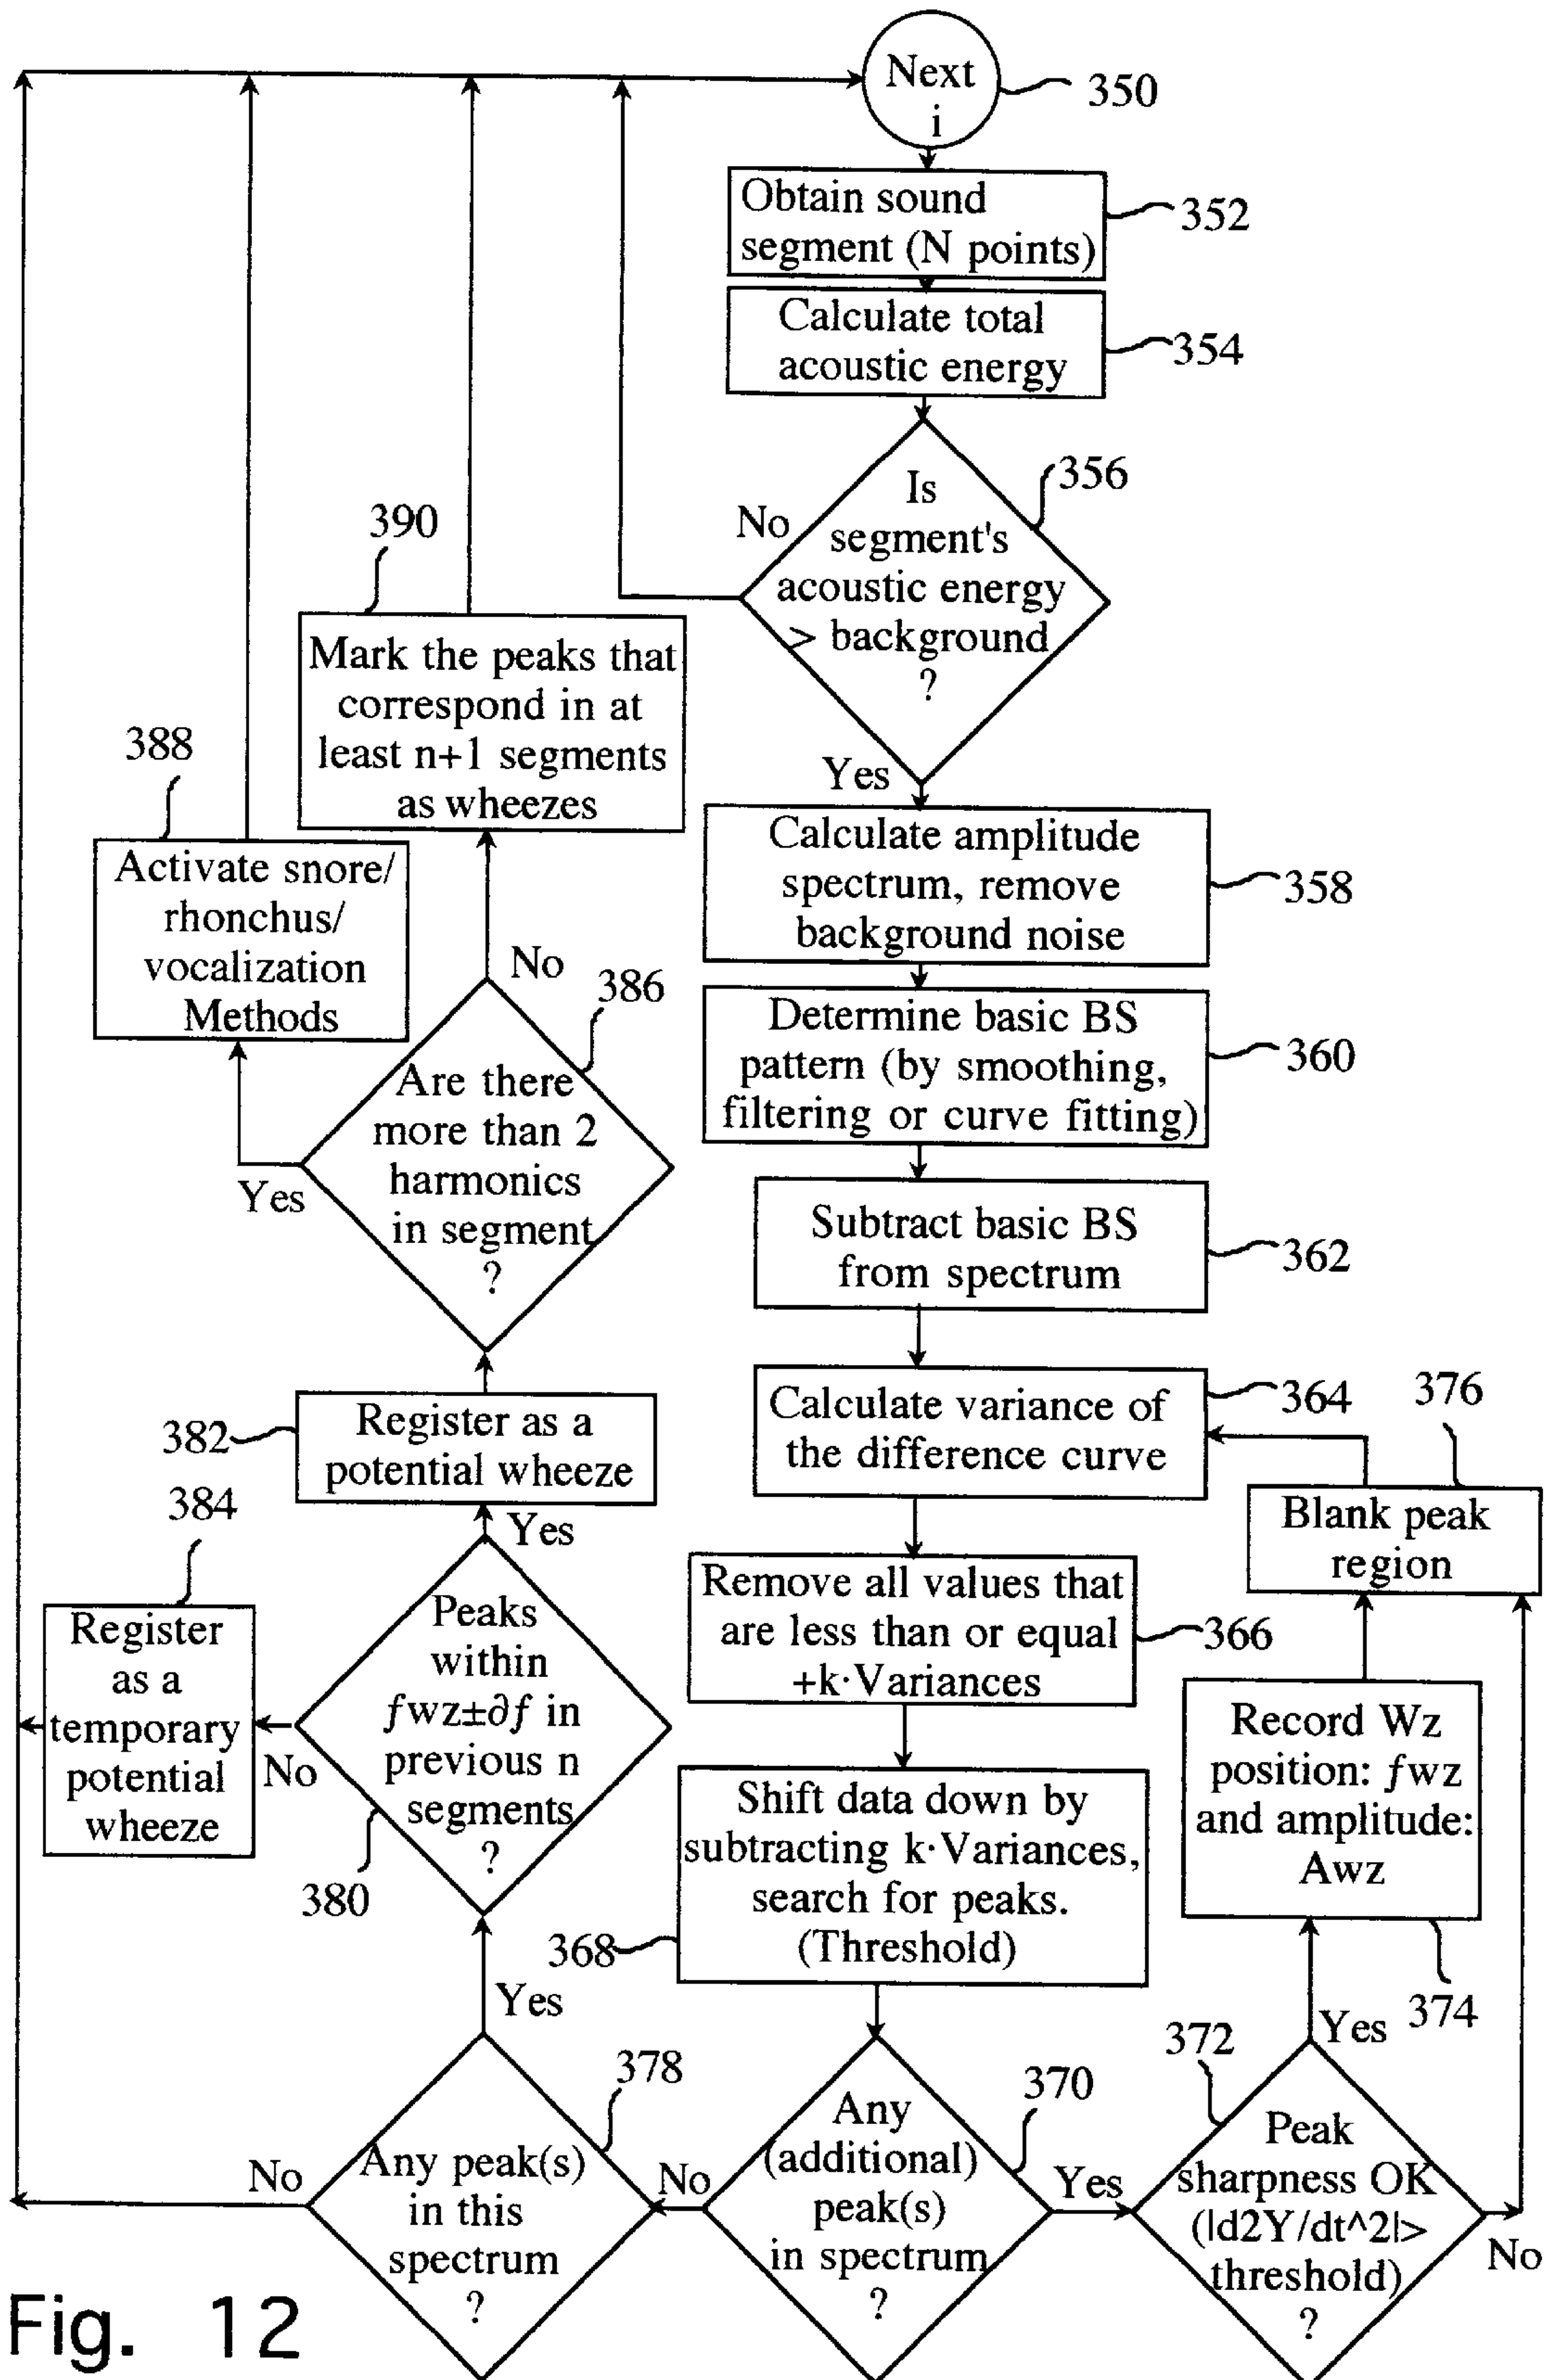 Next
i
350
Obtain sound
segment (N points)
352
Calculate total
acoustic energy
354
Is
segment's
acoustic energy
> background
?
356
No
Yes
390
Mark the peaks that
correspond in at
least n+1 segments
as wheezes
388
Activate snore/
rhonchus/
vocalization
Methods
Calculate amplitude
spectrum, remove
background noise
358
No
386
Are there
more than 2
harmonics
in segment
?
Yes
Determine basic BS
pattern (by smoothing,
filtering or curve fitting)
360
Subtract basic BS
from spectrum
362
Calculate variance of
the difference curve
364
376
Blank peak
region
382
Register as a
potential wheeze
384
Yes
Register
as a
temporary
potential
wheeze
Peaks
within
ƒwz±∂ƒ in
previous n
segments
?
No
380
Remove all values that
are less than or equal
+k·Variances
366
Record Wz
position: ƒwz
and amplitude:
Awz
374
Shift data down by
subtracting k·Variances,
search for peaks.
(Threshold)
368
Yes
378
Any peak(s)
in this
spectrum
?
No
No
370
Any
(additional)
peak(s)
in spectrum
?
Yes
372
Yes
Peak
sharpness OK
(|d2Y/dt^2|>
threshold)
?
No
Fig. 12